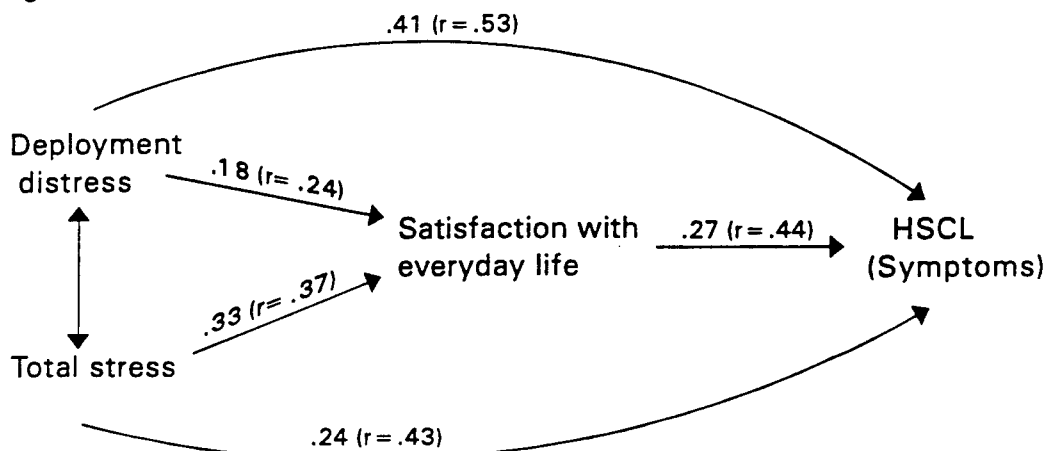 .41 (r=.53)
Deployment
distress
.18 (r= .24)
Satisfaction with
everyday life
.27 (r=.44)
HSCL
(Symptoms)
.33 (r= .37)
Total stress
.24 (r=.43)